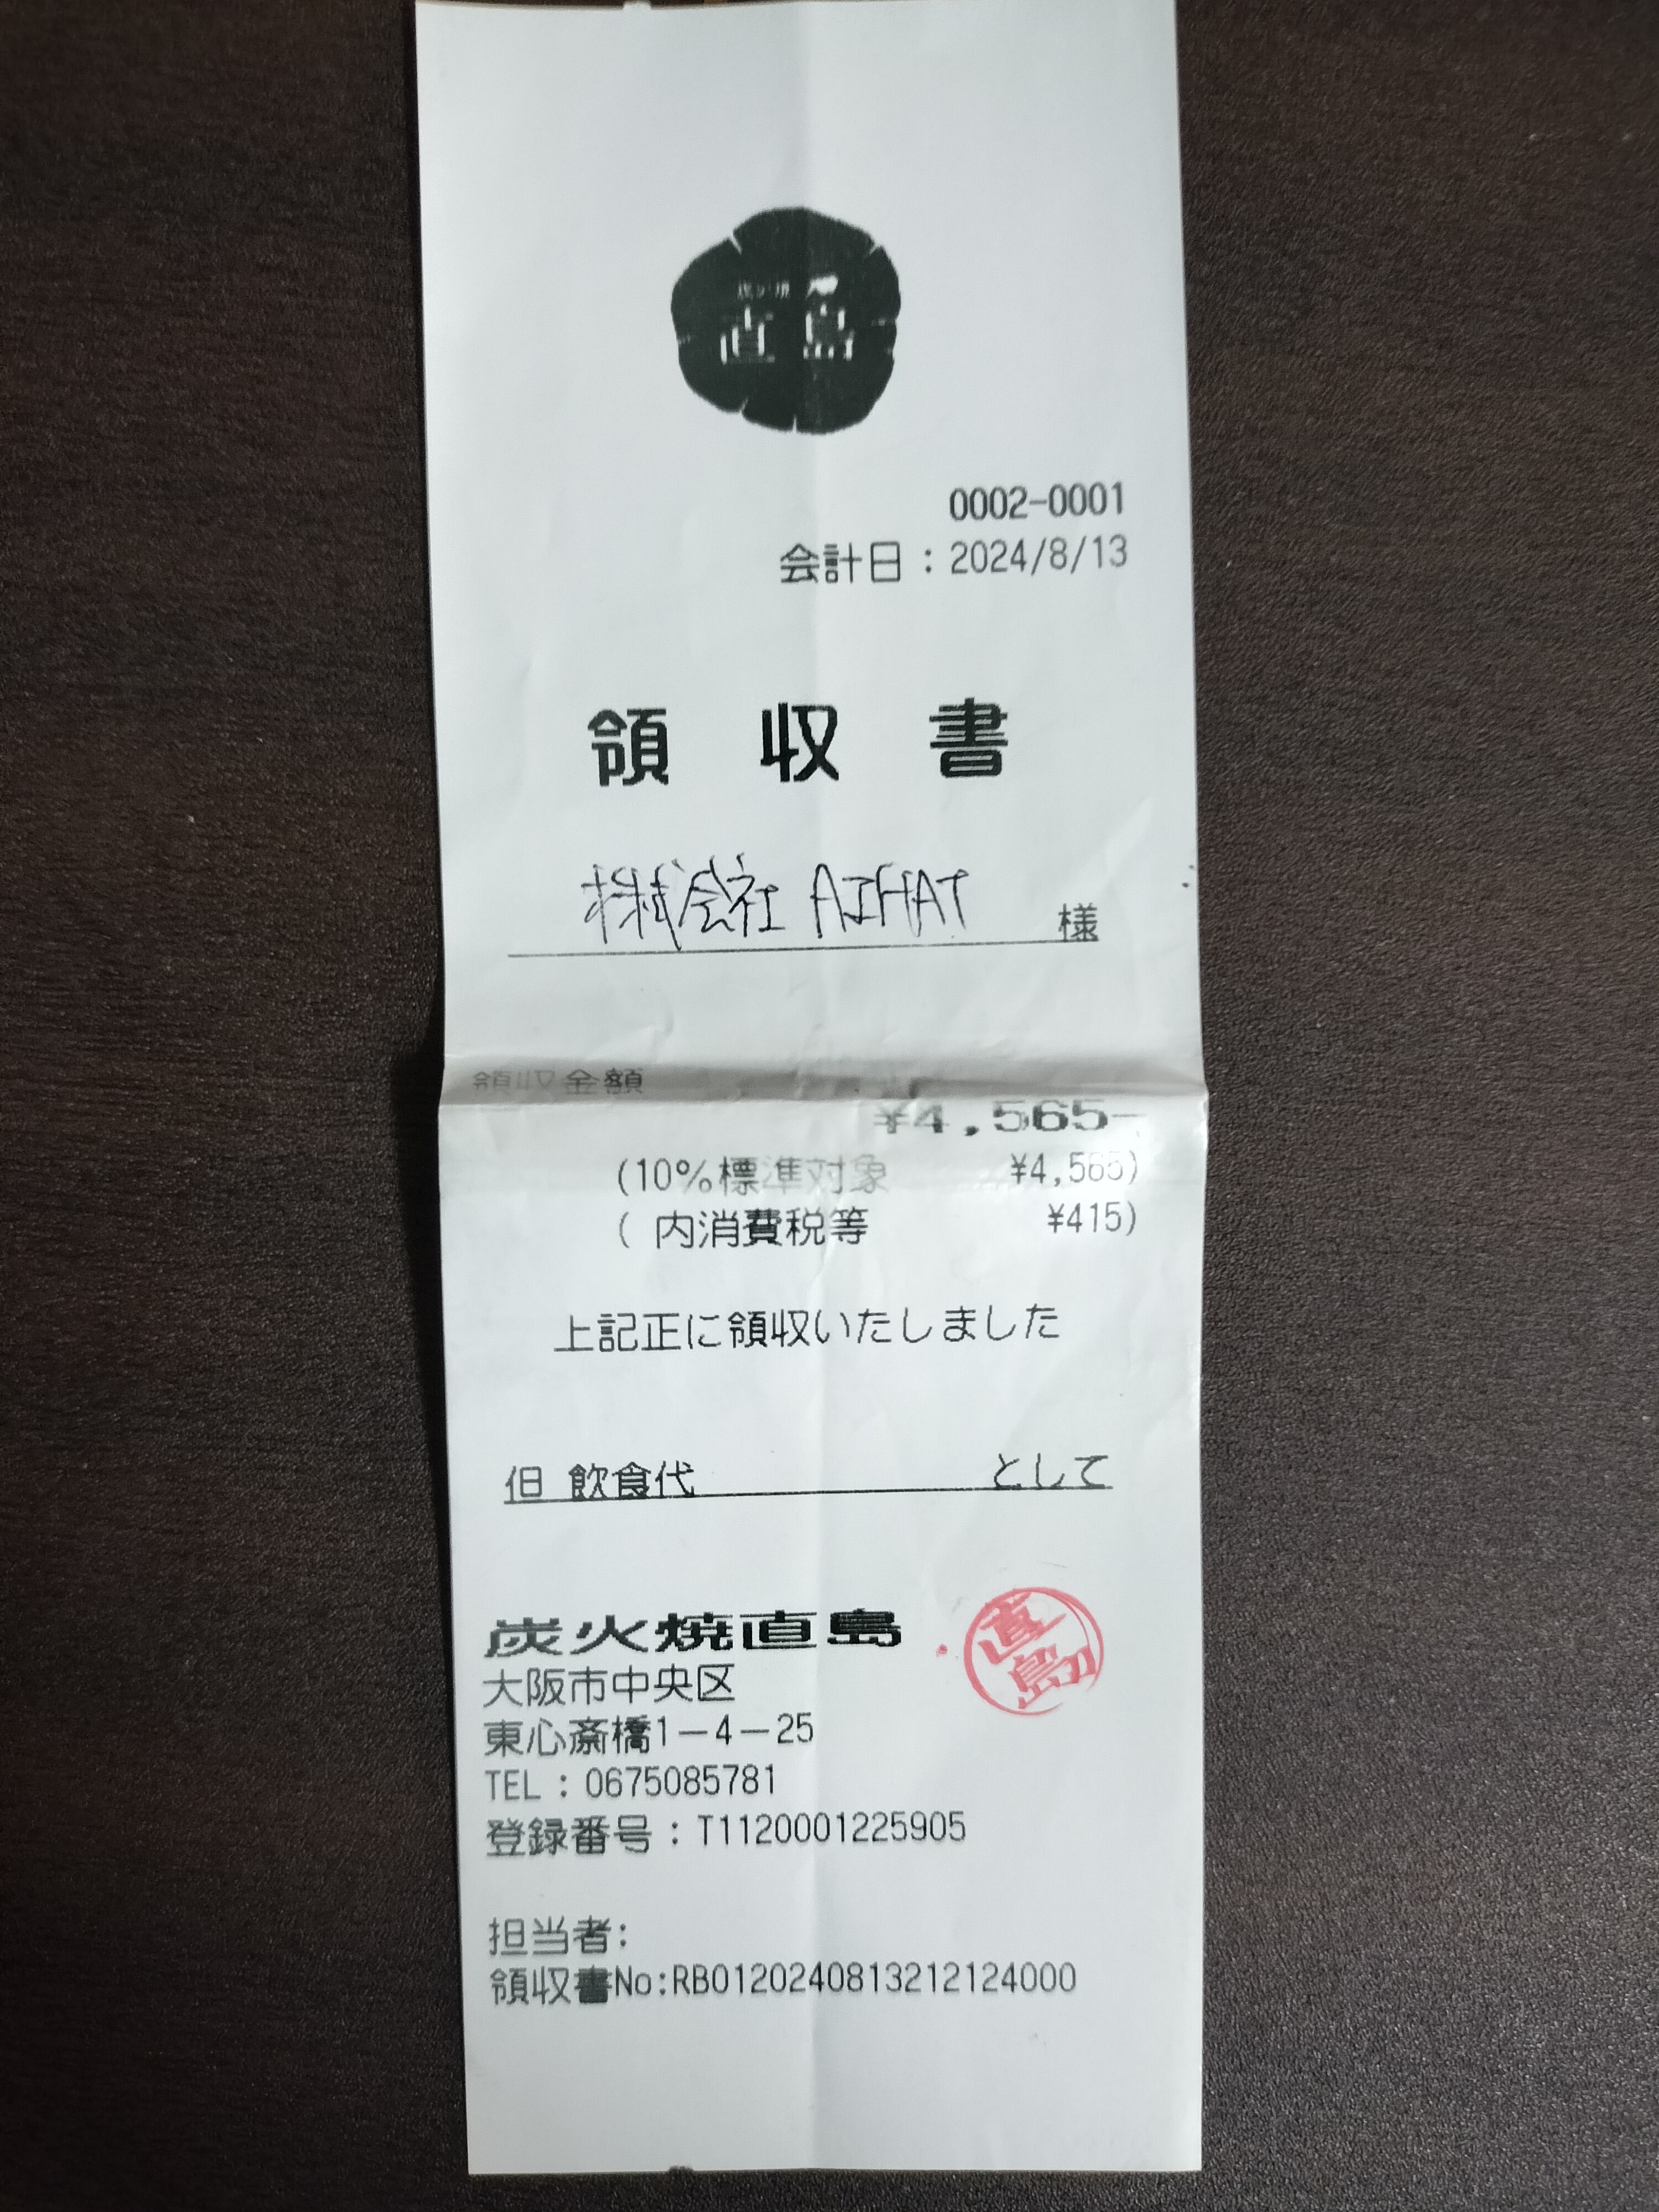 直島
0002-0001
会計日：2024/8/13
領収書
株式会社 AIHAT 様
領収金額
¥4,565-
(10%標準対象 ¥4,565)
( 内消費税等 ¥415)
上記正に領収いたしました
但 飲食代 として
炭火焼直島
直島
大阪市中央区
東心斎橋1－4－25
TEL：0675085781
登録番号：T1120001225905
担当者:
領収書No:RB0120240813212124000